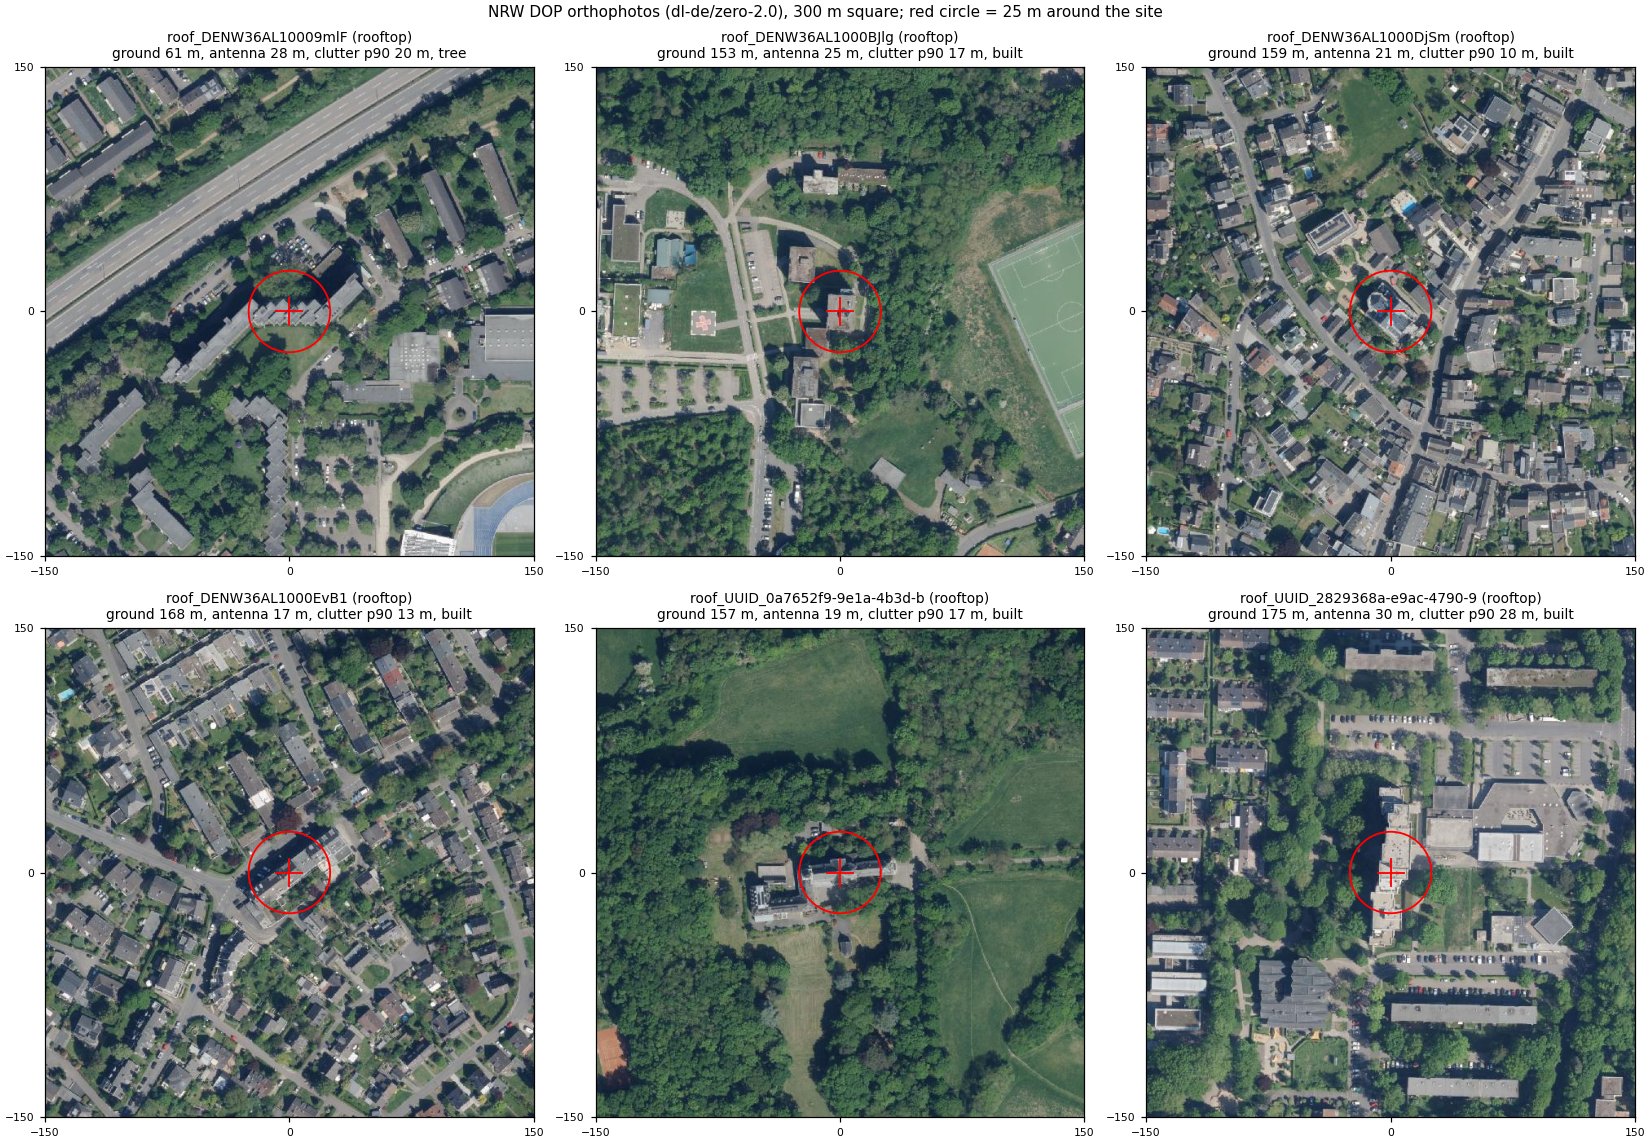 NRW DOP orthophotos (dl-de/zero-2.0), 300 m square; red circle = 25 m around the site
roof_DENW36AL10009mlF (rooftop)
ground 61 m, antenna 28 m, clutter p90 20 m, tree
roof_DENW36AL1000BJlg (rooftop)
ground 153 m, antenna 25 m, clutter p90 17 m, built
roof_DENW36AL1000DjSm (rooftop)
ground 159 m, antenna 21 m, clutter p90 10 m, built
150
0
−150
−150
0
150
150
0
−150
−150
0
150
150
0
−150
−150
0
150
roof_DENW36AL1000EvB1 (rooftop)
ground 168 m, antenna 17 m, clutter p90 13 m, built
roof_UUID_0a7652f9-9e1a-4b3d-b (rooftop)
ground 157 m, antenna 19 m, clutter p90 17 m, built
roof_UUID_2829368a-e9ac-4790-9 (rooftop)
ground 175 m, antenna 30 m, clutter p90 28 m, built
150
0
−150
−150
0
150
150
0
−150
−150
0
150
150
0
−150
−150
0
150